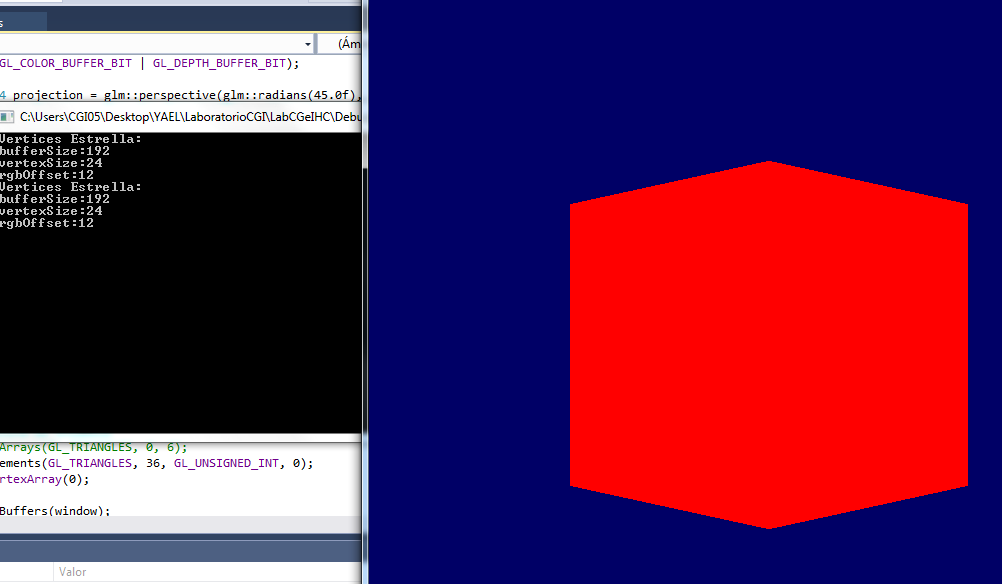 s
(Ám
GL_COLOR_BUFFER_BIT | GL_DEPTH_BUFFER_BIT);
4 projection = glm::perspective(glm::radians(45.0f),
C:\Users\CGI05\Desktop\YAEL\LaboratorioCGI\LabCGeIHC\Debu
Vertices Estrella:
bufferSize:192
vertexSize:24
rgbOffset:12
Vertices Estrella:
bufferSize:192
vertexSize:24
rgbOffset:12
Arrays(GL_TRIANGLES, 0, 6);
ements(GL_TRIANGLES, 36, GL_UNSIGNED_INT, 0);
rtexArray(0);
Buffers(window);
Valor